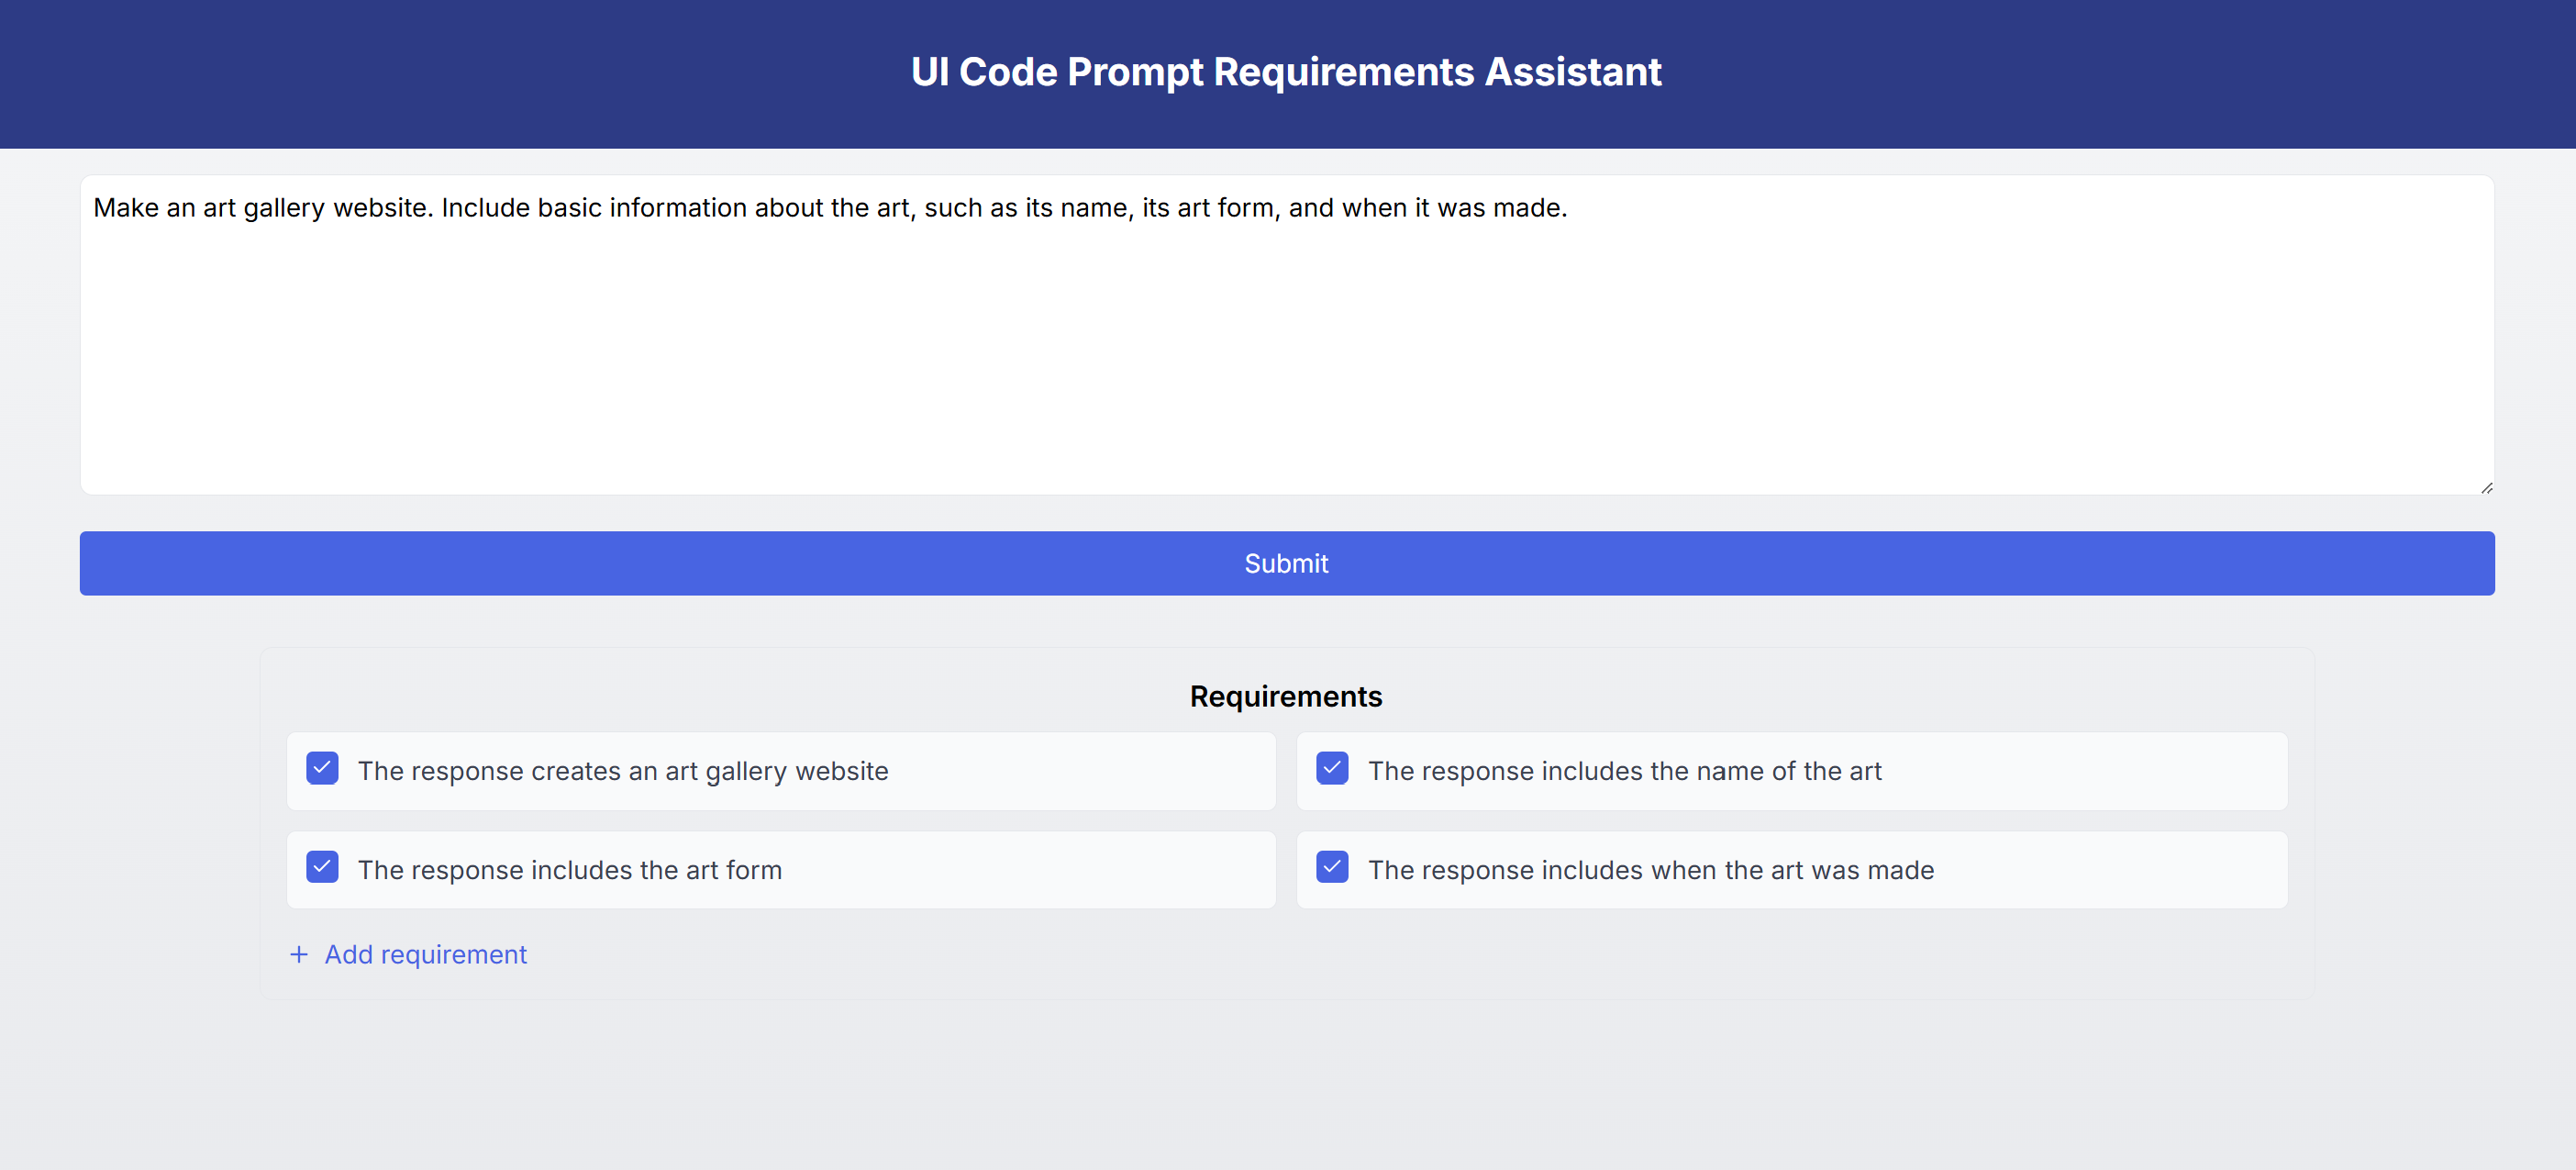 UI Code Prompt Requirements Assistant
Make an art gallery website. Include basic information about the art, such as its name, its art form, and when it was made.
Submit
Requirements
The response creates an art gallery website
The response includes the name of the art
The response includes the art form
The response includes when the art was made
+ Add requirement